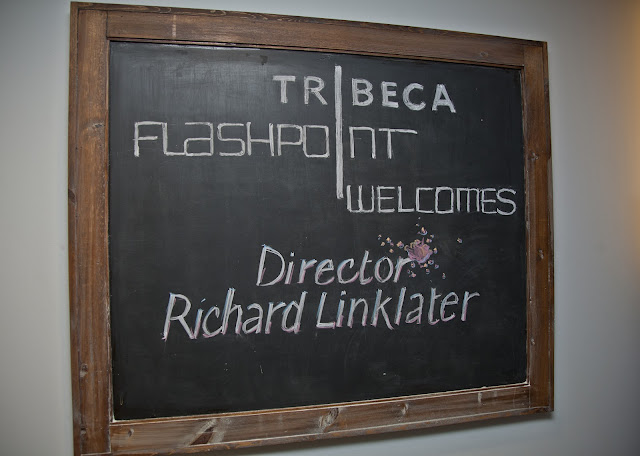 TRIBECA
FLASHPOINT
WELCOMES
Director
Richard Linklater